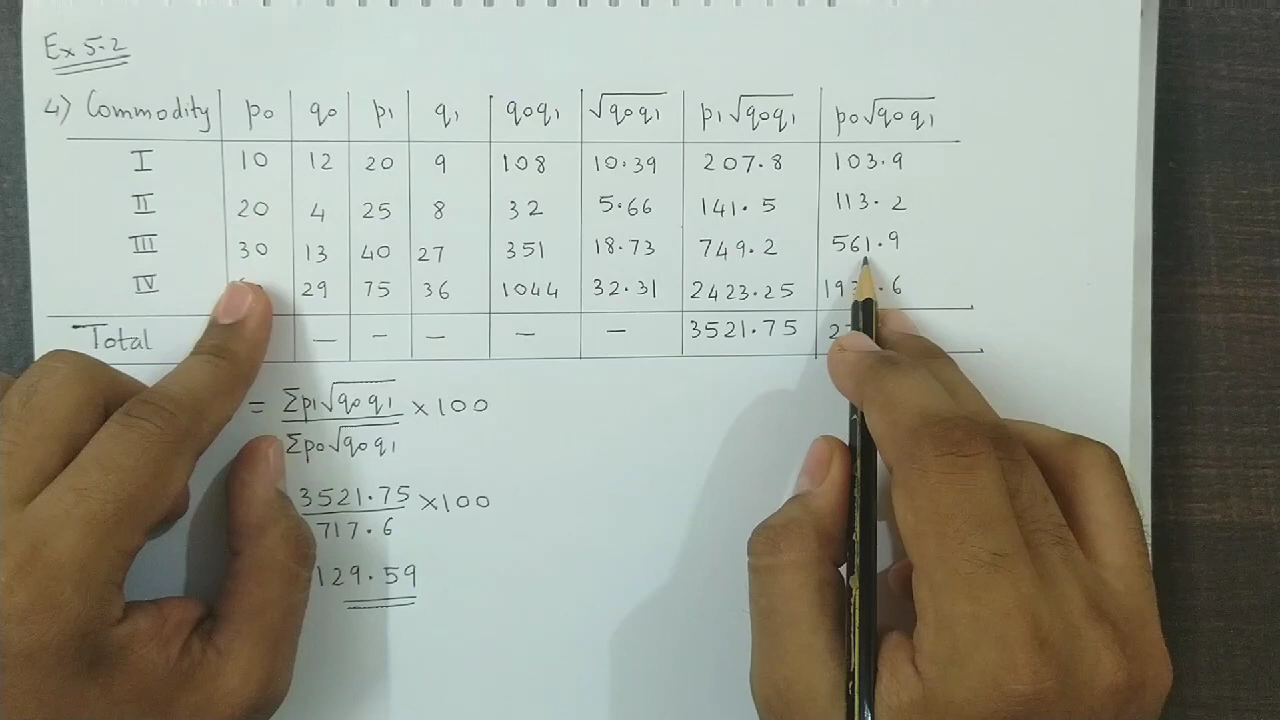 Ex 5.2
4) Commodity p0 q0 p1 q1 q0q1 √q0q1 p1√q0q1 p0√q0q1
I 10 12 20 9 108 10.39 207.8 103.9
II 20 4 25 8 32 5.66 141.5 113.2
III 30 13 40 27 351 18.73 749.2 561.9
IV 29 75 36 1044 32.31 2423.25
Total — — — — — 3521.75
= Σp1√q0q1 × 100
Σp0√q0q1
3521.75 × 100
717.6
129.59